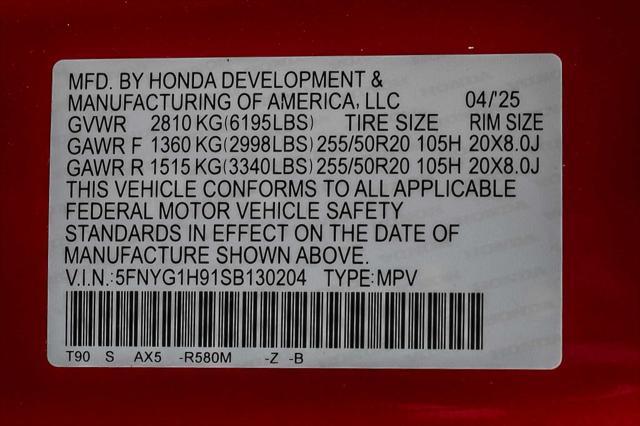 MFD. BY HONDA DEVELOPMENT &
MANUFACTURING OF AMERICA, LLC 04/'25
GVWR 2810 KG(6195LBS) TIRE SIZE RIM SIZE
GAWR F 1360 KG(2998LBS) 255/50R20 105H 20X8.0J
GAWR R 1515 KG(3340LBS) 255/50R20 105H 20X8.0J
THIS VEHICLE CONFORMS TO ALL APPLICABLE
FEDERAL MOTOR VEHICLE SAFETY
STANDARDS IN EFFECT ON THE DATE OF
MANUFACTURE SHOWN ABOVE.
V.I.N.:5FNYG1H91SB130204 TYPE:MPV
T90 S AX5 -R580M -Z -B